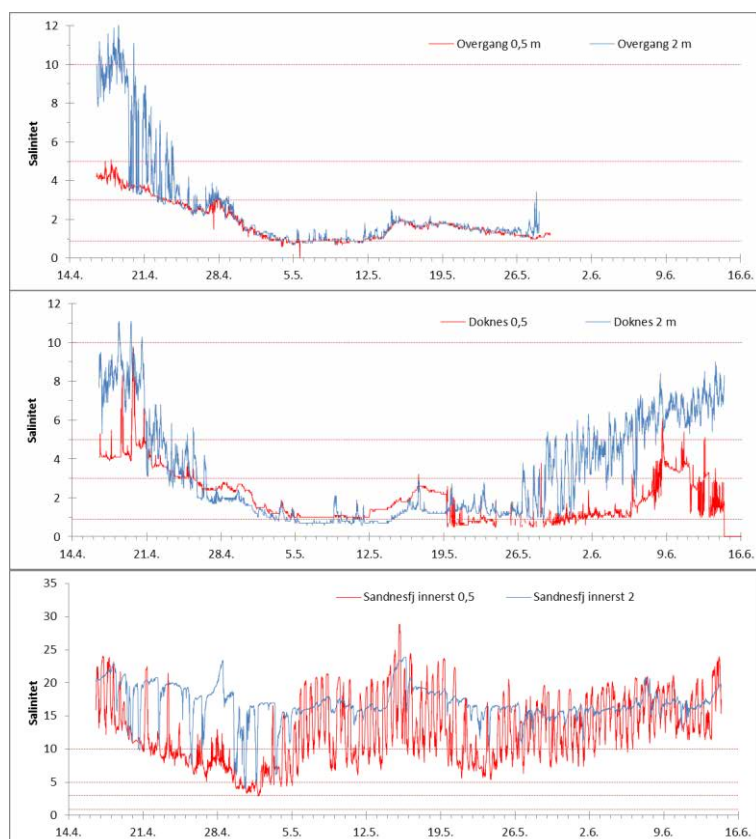 12
10
8
6
4
2
0
Salinitet
Overgang 0,5 m
Overgang 2 m
14.4. 21.4. 28.4. 5.5. 12.5. 19.5. 26.5. 2.6. 9.6. 16.6.
12
10
8
6
4
2
0
Salinitet
Doknes 0,5
Doknes 2 m
14.4. 21.4. 28.4. 5.5. 12.5. 19.5. 26.5. 2.6. 9.6. 16.6.
35
30
25
20
15
10
5
0
Salinitet
Sandnesfj innerst 0,5
Sandnesfj innerst 2
14.4. 21.4. 28.4. 5.5. 12.5. 19.5. 26.5. 2.6. 9.6. 16.6.